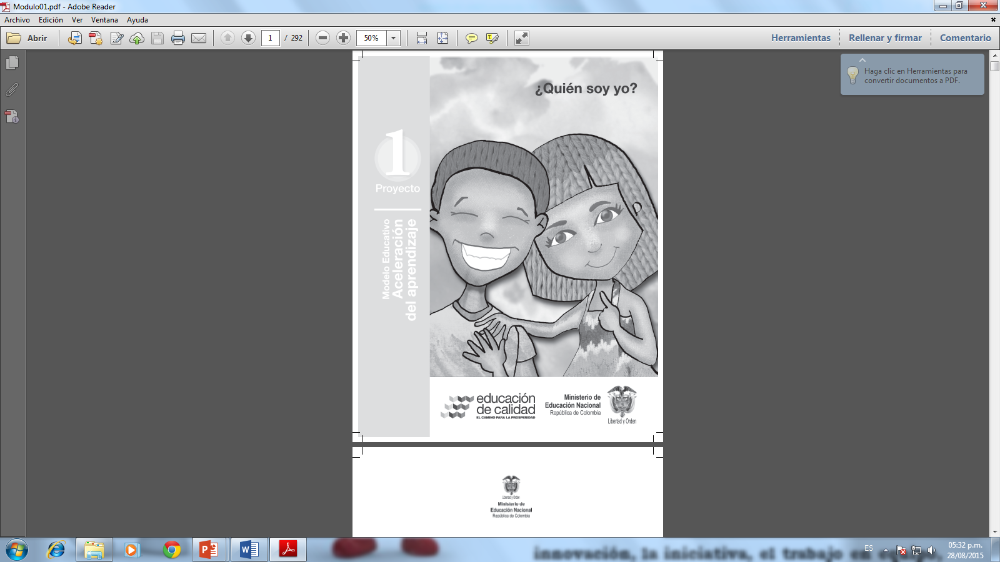 Modulo01.pdf - Adobe Reader
Archivo Edición Ver Ventana Ayuda
Abrir 1 / 292 50% Herramientas Rellenar y firmar Comentario
Haga clic en Herramientas para
convertir documentos a PDF.
¿Quién soy yo?
1
Proyecto
Modelo Educativo
Aceleración
del aprendizaje
educación
de calidad
EL CAMINO PARA LA PROSPERIDAD
Ministerio de
Educación Nacional
República de Colombia
Libertad y Orden
Libertad y Orden
Ministerio de
Educación Nacional
República de Colombia
innovación, la iniciativa, el trabajo en equipo,
ES
05:32 p.m.
28/08/2015